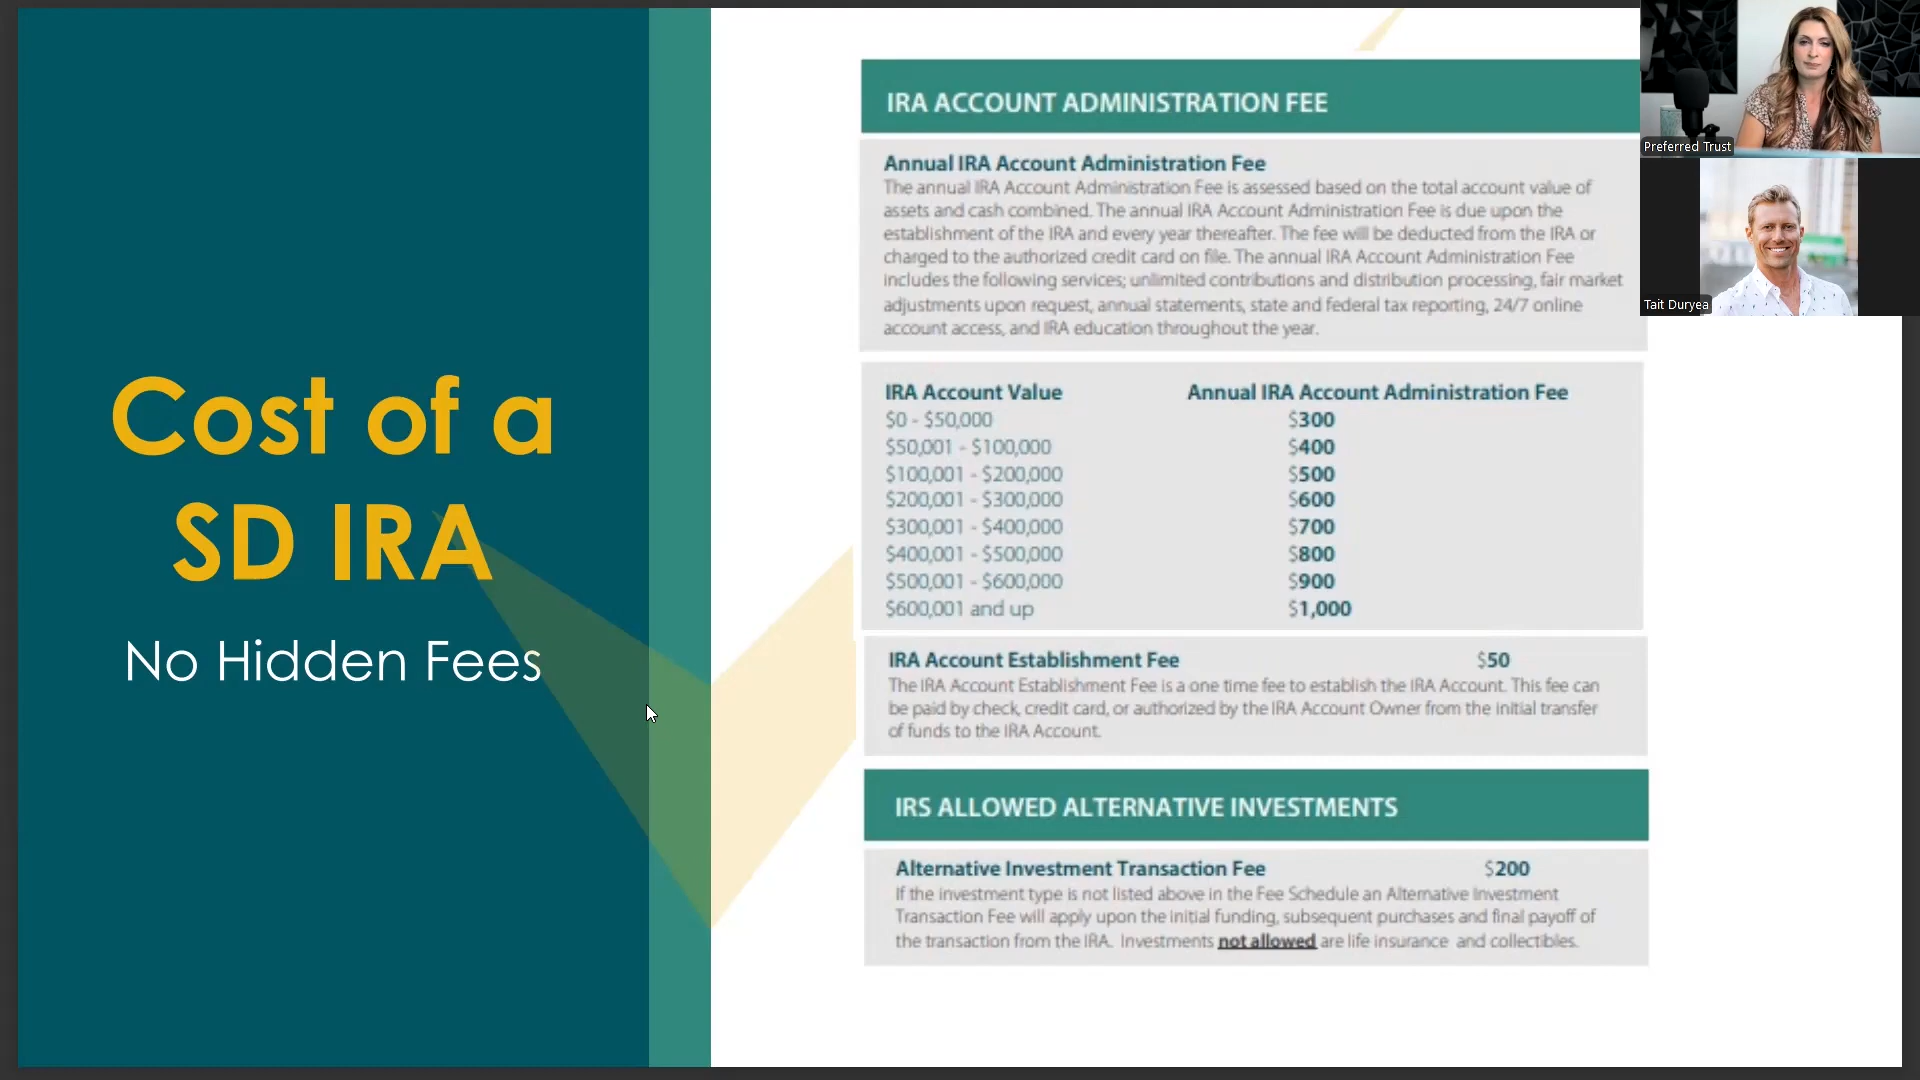 Cost of a
SD IRA
No Hidden Fees
IRA ACCOUNT ADMINISTRATION FEE
Annual IRA Account Administration Fee
The annual IRA Account Administration Fee is assessed based on the total account value of
assets and cash combined. The annual IRA Account Administration Fee is due upon the
establishment of the IRA and every year thereafter. The fee will be deducted from the IRA or
charged to the authorized credit card on file. The annual IRA Account Administration Fee
includes the following services; unlimited contributions and distribution processing, fair market
adjustments upon request, annual statements, state and federal tax reporting, 24/7 online
account access, and IRA education throughout the year.
IRA Account Value Annual IRA Account Administration Fee
$0 - $50,000 $300
$50,001 - $100,000 $400
$100,001 - $200,000 $500
$200,001 - $300,000 $600
$300,001 - $400,000 $700
$400,001 - $500,000 $800
$500,001 - $600,000 $900
$600,001 and up $1,000
IRA Account Establishment Fee $50
The IRA Account Establishment Fee is a one time fee to establish the IRA Account. This fee can
be paid by check, credit card, or authorized by the IRA Account Owner from the initial transfer
of funds to the IRA Account.
IRS ALLOWED ALTERNATIVE INVESTMENTS
Alternative Investment Transaction Fee $200
If the investment type is not listed above in the Fee Schedule an Alternative Investment
Transaction Fee will apply upon the initial funding, subsequent purchases and final payoff of
the transaction from the IRA. Investments not allowed are life insurance and collectibles.
Preferred Trust
Tait Duryea